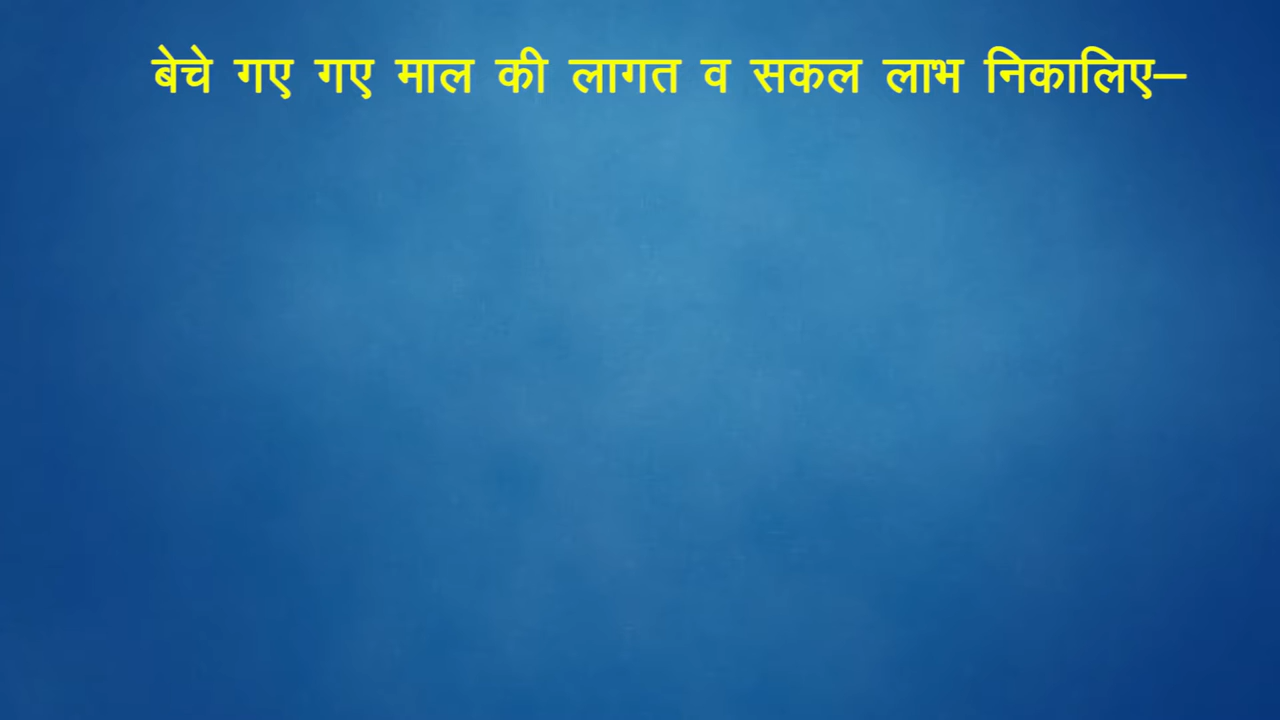 बेचे गए गए माल की लागत व सकल लाभ निकालिए–